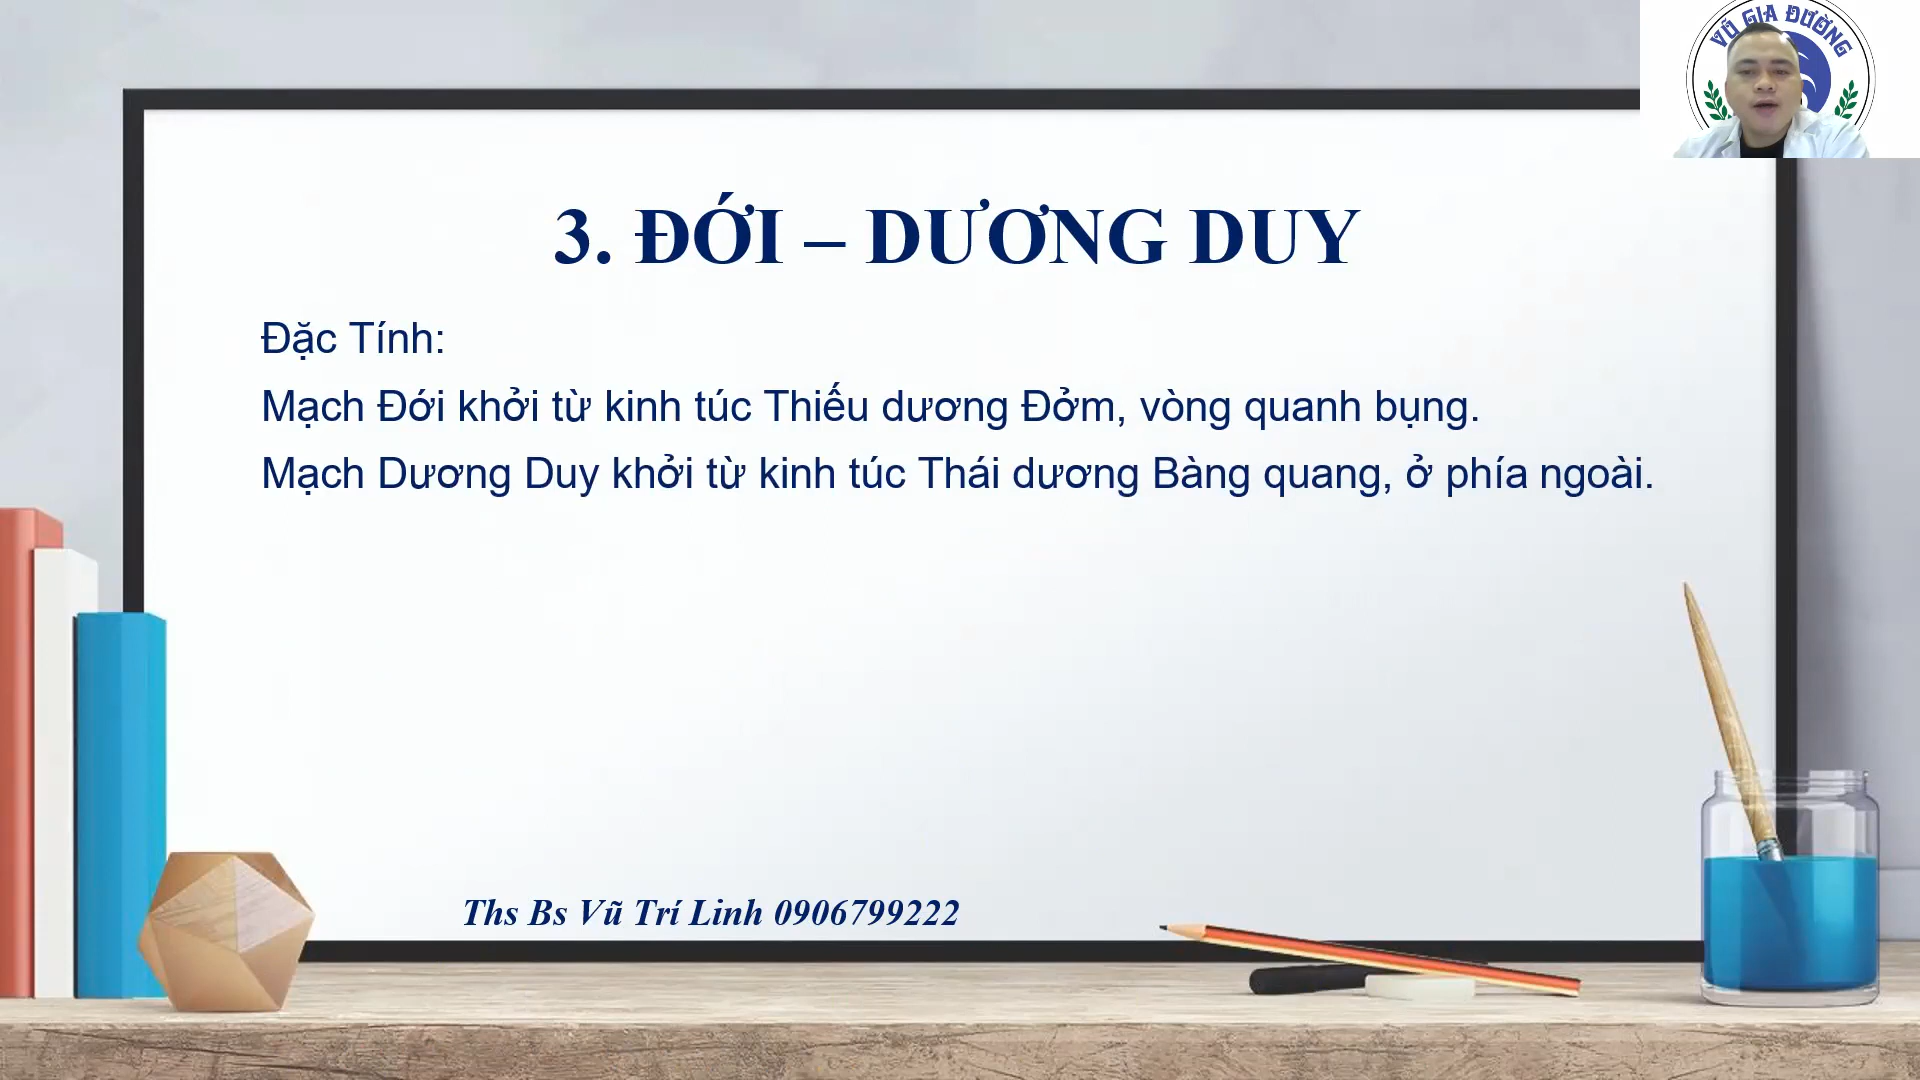 VŨ GIA ĐƯỜNG
3. ĐỚI – DƯƠNG DUY
Đặc Tính:
Mạch Đới khởi từ kinh túc Thiếu dương Đởm, vòng quanh bụng.
Mạch Dương Duy khởi từ kinh túc Thái dương Bàng quang, ở phía ngoài.
Ths Bs Vũ Trí Linh 0906799222